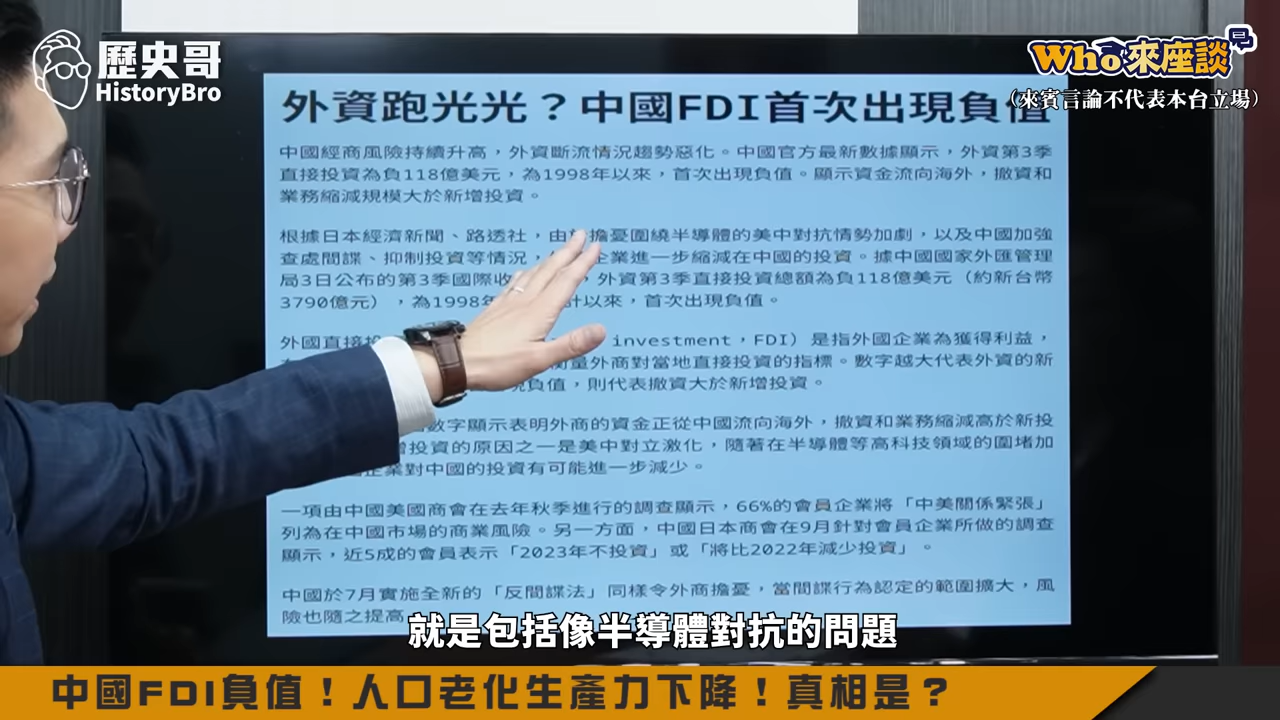 歷史哥
HistoryBro
Who來座談
(來賓言論不代表本台立場)
外資跑光光？中國FDI首次出現負值
中國經商風險持續升高，外資斷流情況趨勢惡化。中國官方最新數據顯示，外資第3季
直接投資為負118億美元，為1998年以來，首次出現負值。顯示資金流向海外，撤資和
業務縮減規模大於新增投資。
根據日本經濟新聞、路透社，由 擔憂圍繞半導體的美中對抗情勢加劇，以及中國加強
查處間諜、抑制投資等情況， 企業進一步縮減在中國的投資。據中國國家外匯管理
局3日公布的第3季國際收 ，外資第3季直接投資總額為負118億美元（約新台幣
3790億元），為1998年 計以來，首次出現負值。
外國直接投 investment，FDI）是指外國企業為獲得利益，
衡量外商對當地直接投資的指標。數字越大代表外資的新
現負值，則代表撤資大於新增投資。
數字顯示表明外商的資金正從中國流向海外，撤資和業務縮減高於新投
投資的原因之一是美中對立激化，隨著在半導體等高科技領域的圍堵加
企業對中國的投資有可能進一步減少。
一項由中國美國商會在去年秋季進行的調查顯示，66%的會員企業將「中美關係緊張」
列為在中國市場的商業風險。另一方面，中國日本商會在9月針對會員企業所做的調查
顯示，近5成的會員表示「2023年不投資」或「將比2022年減少投資」。
中國於7月實施全新的「反間諜法」同樣令外商擔憂，當間諜行為認定的範圍擴大，風
險也隨之提高
就是包括像半導體對抗的問題
中國FDI負值！人口老化生產力下降！真相是？